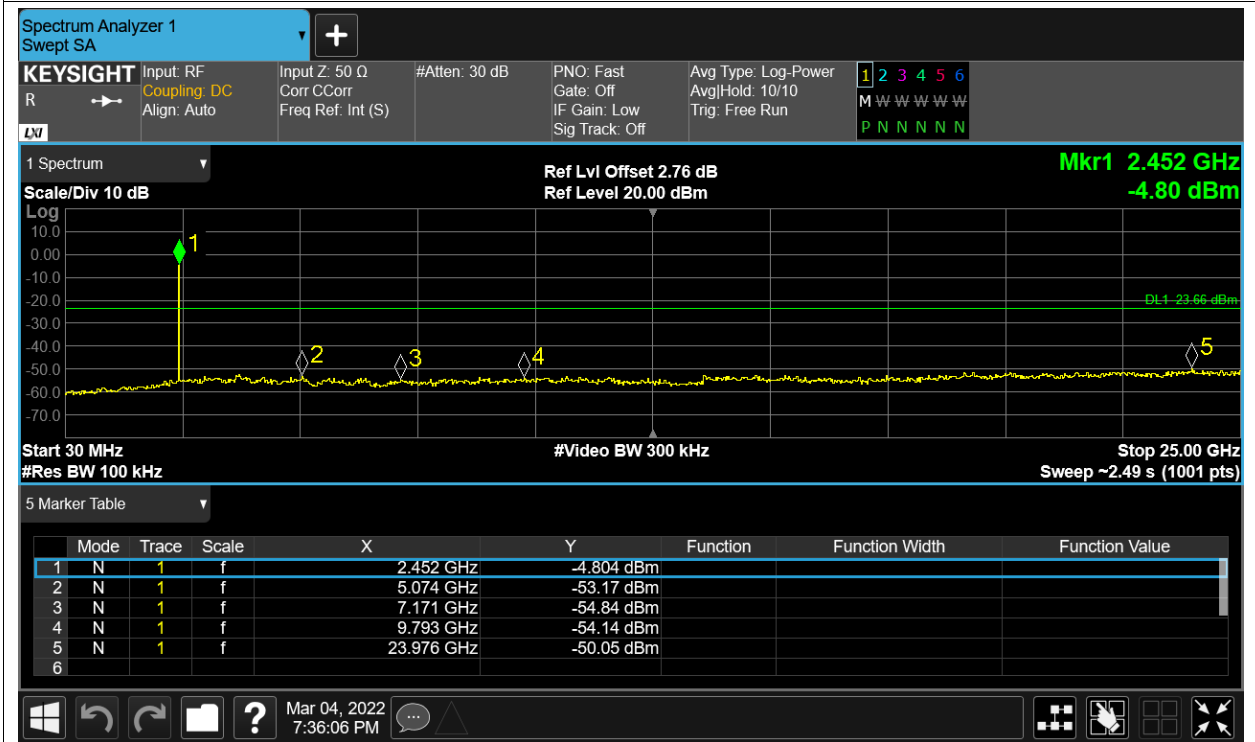 Spectrum Analyzer 1
Swept SA
+
KEYSIGHT
R
LXI
Input: RF
Coupling: DC
Align: Auto
Input Z: 50 Ω
Corr CCorr
Freq Ref: Int (S)
#Atten: 30 dB
PNO: Fast
Gate: Off
IF Gain: Low
Sig Track: Off
Avg Type: Log-Power
Avg|Hold: 10/10
Trig: Free Run
1 2 3 4 5 6
M W W W W W
P N N N N N
1 Spectrum
Scale/Div 10 dB
Ref Lvl Offset 2.76 dB
Ref Level 20.00 dBm
Mkr1 2.452 GHz
-4.80 dBm
Log
10.0
0.00
-10.0
-20.0
-30.0
-40.0
-50.0
-60.0
-70.0
1
2
3
4
5
DL1 -23.66 dBm
Start 30 MHz
#Res BW 100 kHz
#Video BW 300 kHz
Stop 25.00 GHz
Sweep ~2.49 s (1001 pts)
5 Marker Table
Mode Trace Scale X Y Function Function Width Function Value
1 N 1 f 2.452 GHz -4.804 dBm
2 N 1 f 5.074 GHz -53.17 dBm
3 N 1 f 7.171 GHz -54.84 dBm
4 N 1 f 9.793 GHz -54.14 dBm
5 N 1 f 23.976 GHz -50.05 dBm
6
?
Mar 04, 2022
7:36:06 PM